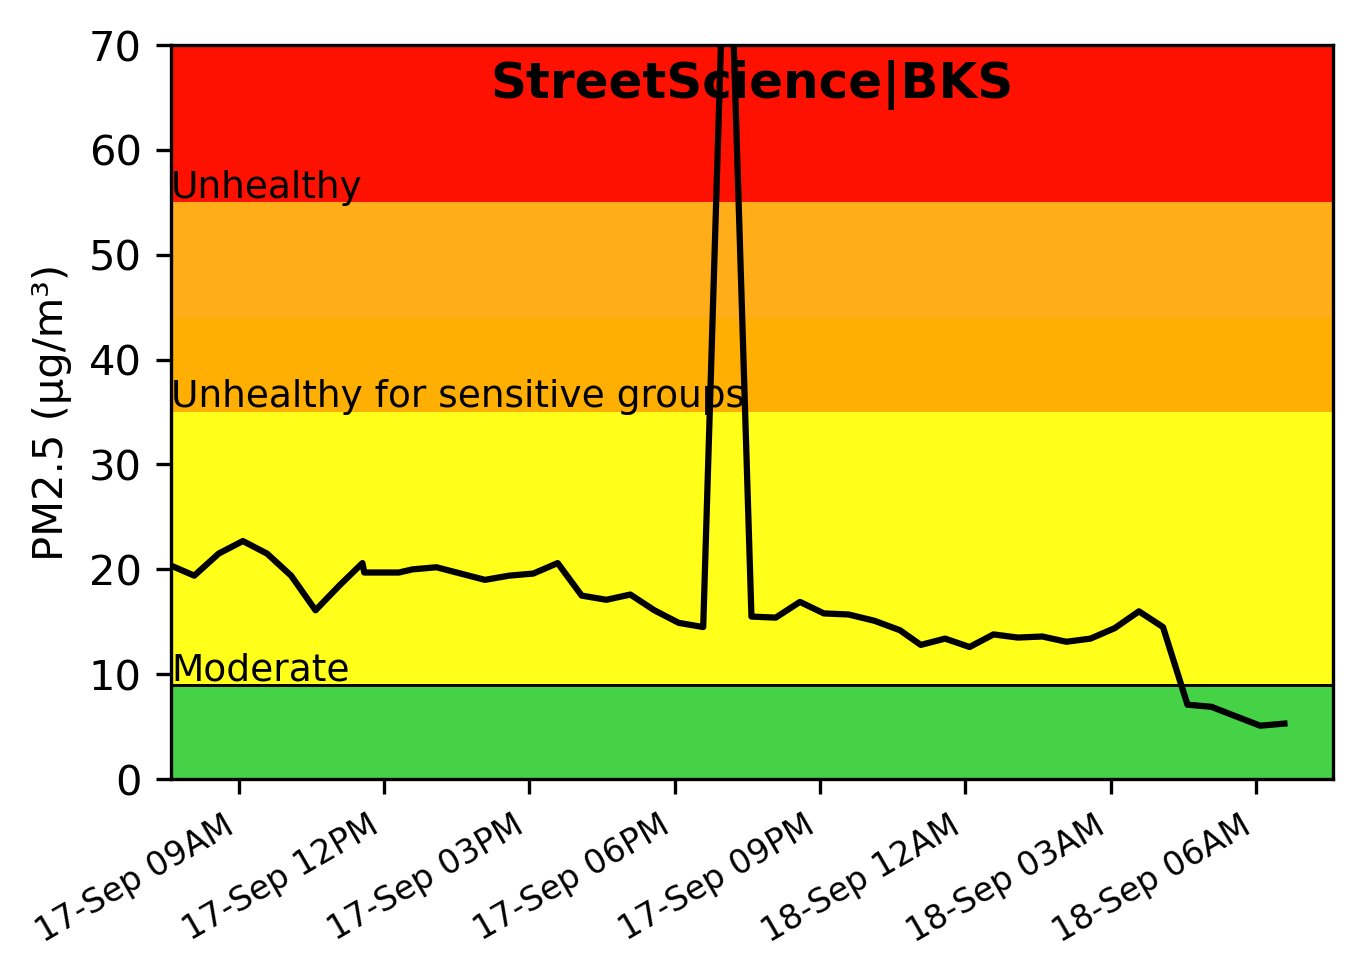 StreetScience|BKS
PM2.5 (µg/m³)
70
60
Unhealthy
50
40
Unhealthy for sensitive groups
30
20
Moderate
10
0
17-Sep 09AM
17-Sep 12PM
17-Sep 03PM
17-Sep 06PM
17-Sep 09PM
18-Sep 12AM
18-Sep 03AM
18-Sep 06AM